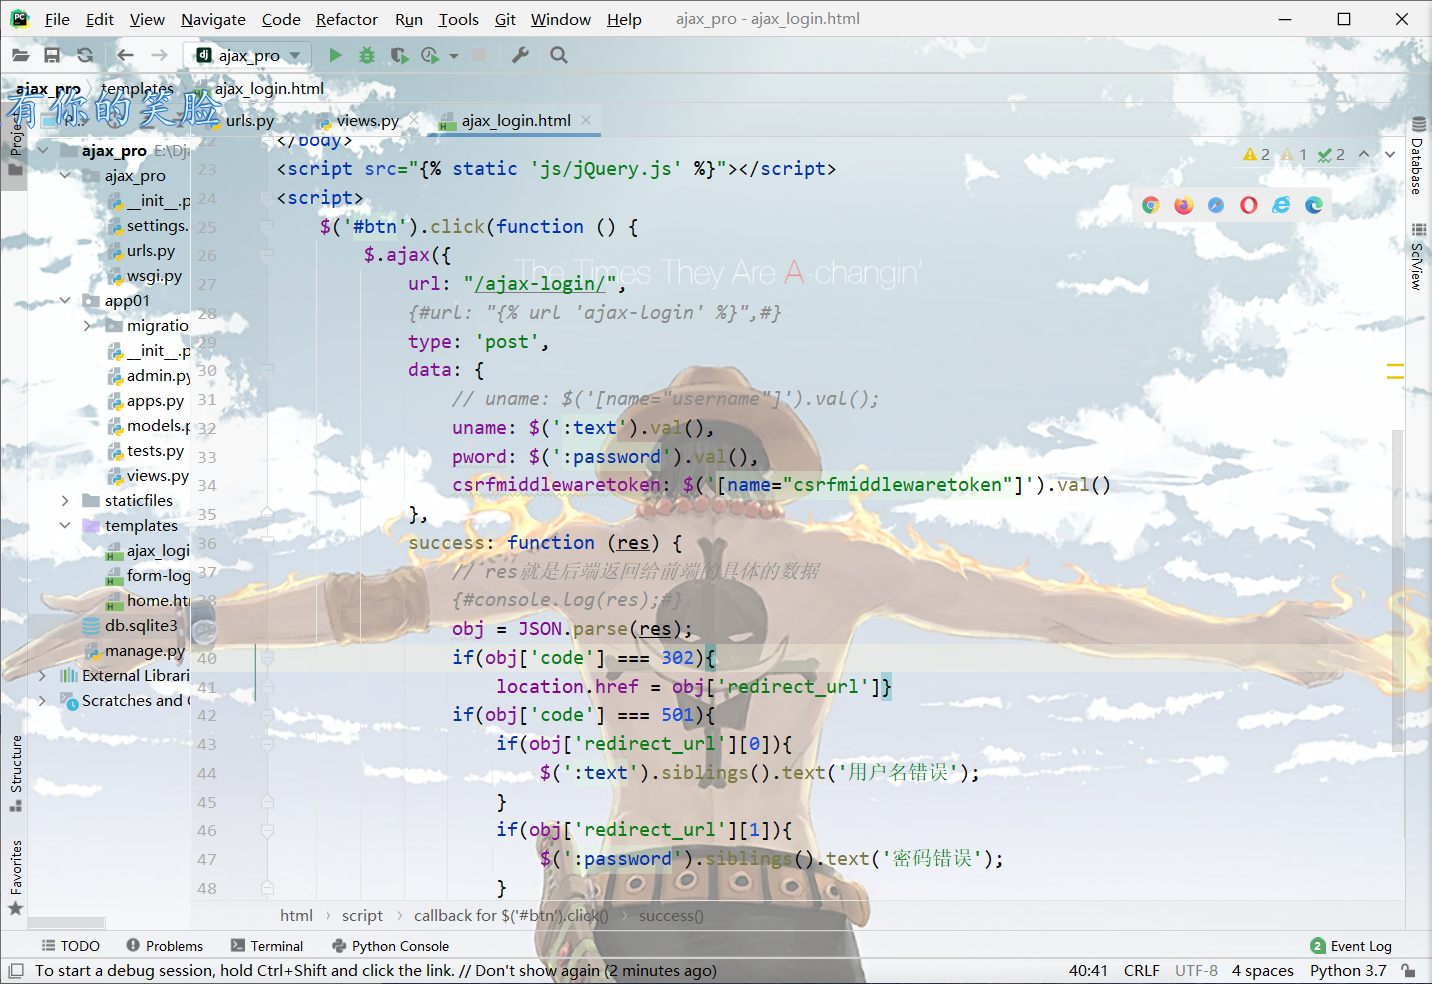 File Edit View Navigate Code Refactor Run Tools Git Window Help ajax_pro - ajax_login.html
ajax_pro
ajax_pro templates ajax_login.html
有你的笑脸
urls.py views.py ajax_login.html
Project
ajax_pro E:\Dj
ajax_pro
__init__.p
settings.
urls.py
wsgi.py
app01
migratio
__init__.p
admin.py
apps.py
models.p
tests.py
views.py
staticfiles
templates
ajax_logi
form-log
home.ht
db.sqlite3
manage.py
External Librari
Scratches and C
Structure
Favorites
22 </body>
23 <script src="{% static 'js/jQuery.js' %}"></script>
24 <script>
25 $('#btn').click(function () {
26 $.ajax({
27 url: "/ajax-login/",
28 {#url: "{% url 'ajax-login' %}",#}
29 type: 'post',
30 data: {
31 // uname: $('[name="username"]').val();
32 uname: $(':text').val(),
33 pword: $(':password').val(),
34 csrfmiddlewaretoken: $('[name="csrfmiddlewaretoken"]').val()
35 },
36 success: function (res) {
37 // res就是后端返回给前端的具体的数据
38 {#console.log(res);#}
obj = JSON.parse(res);
40 if(obj['code'] === 302){
41 location.href = obj['redirect_url']}
42 if(obj['code'] === 501){
43 if(obj['redirect_url'][0]){
44 $(':text').siblings().text('用户名错误');
45 }
46 if(obj['redirect_url'][1]){
47 $(':password').siblings().text('密码错误');
48 }
The Times They Are A changin'
2 1 2
Database
SciView
html script callback for $('#btn').click() success()
TODO Problems Terminal Python Console 2 Event Log
To start a debug session, hold Ctrl+Shift and click the link. // Don't show again (2 minutes ago) 40:41 CRLF UTF-8 4 spaces Python 3.7